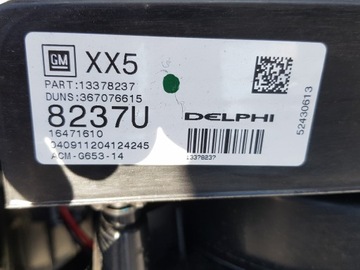 GM XX5
PART:13378237
DUNS:367076615
8237U
DELPHI
16471610
040911204124245
ACM-G653-14
13378237
52430613